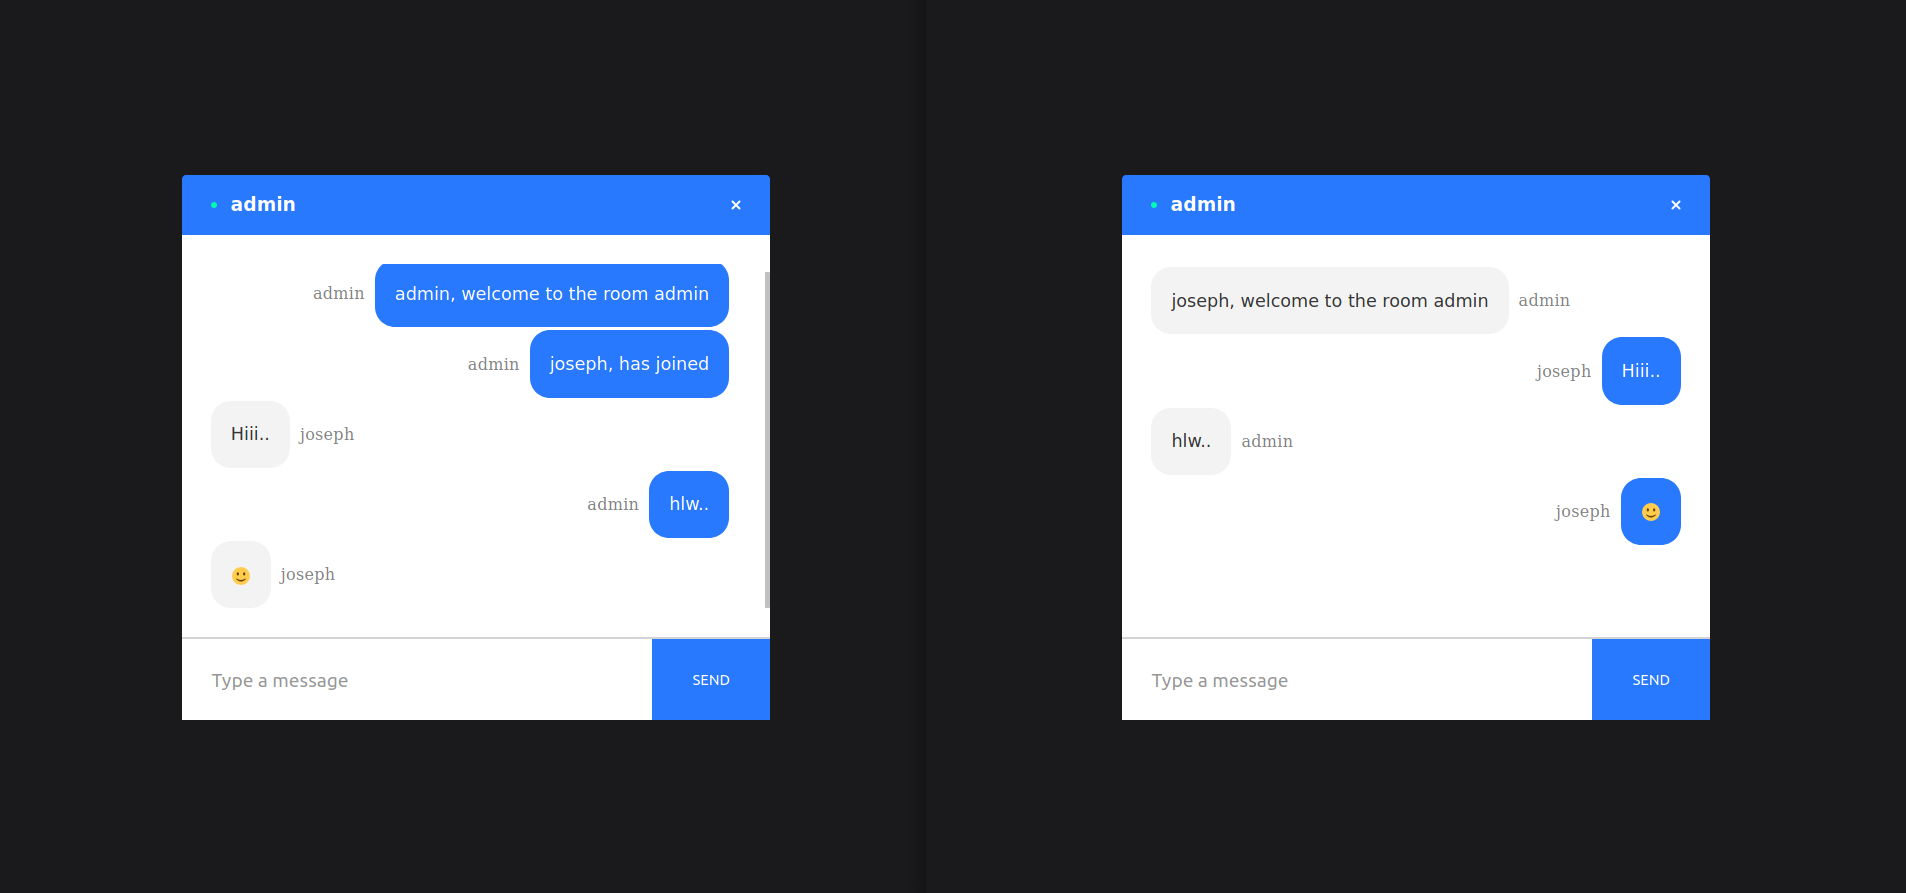 admin ×
admin admin, welcome to the room admin
admin joseph, has joined
Hiii.. joseph
admin hlw..
🙂 joseph
Type a message SEND
admin ×
joseph, welcome to the room admin admin
joseph Hiii..
hlw.. admin
joseph 🙂
Type a message SEND